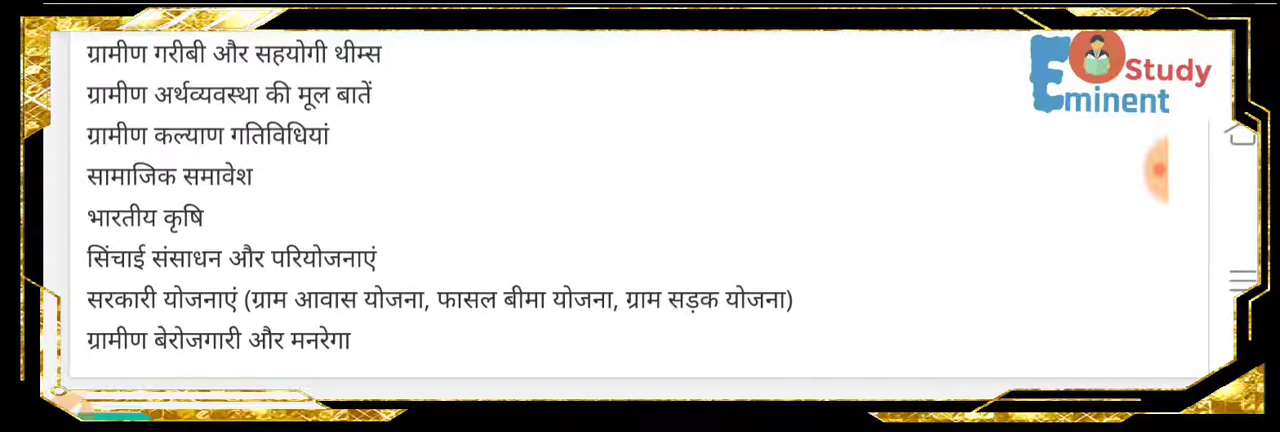 ग्रामीण गरीबी और सहयोगी थीम्स
ग्रामीण अर्थव्यवस्था की मूल बातें
ग्रामीण कल्याण गतिविधियां
सामाजिक समावेश
भारतीय कृषि
सिंचाई संसाधन और परियोजनाएं
सरकारी योजनाएं (ग्राम आवास योजना, फासल बीमा योजना, ग्राम सड़क योजना)
ग्रामीण बेरोजगारी और मनरेगा
Study
Eminent